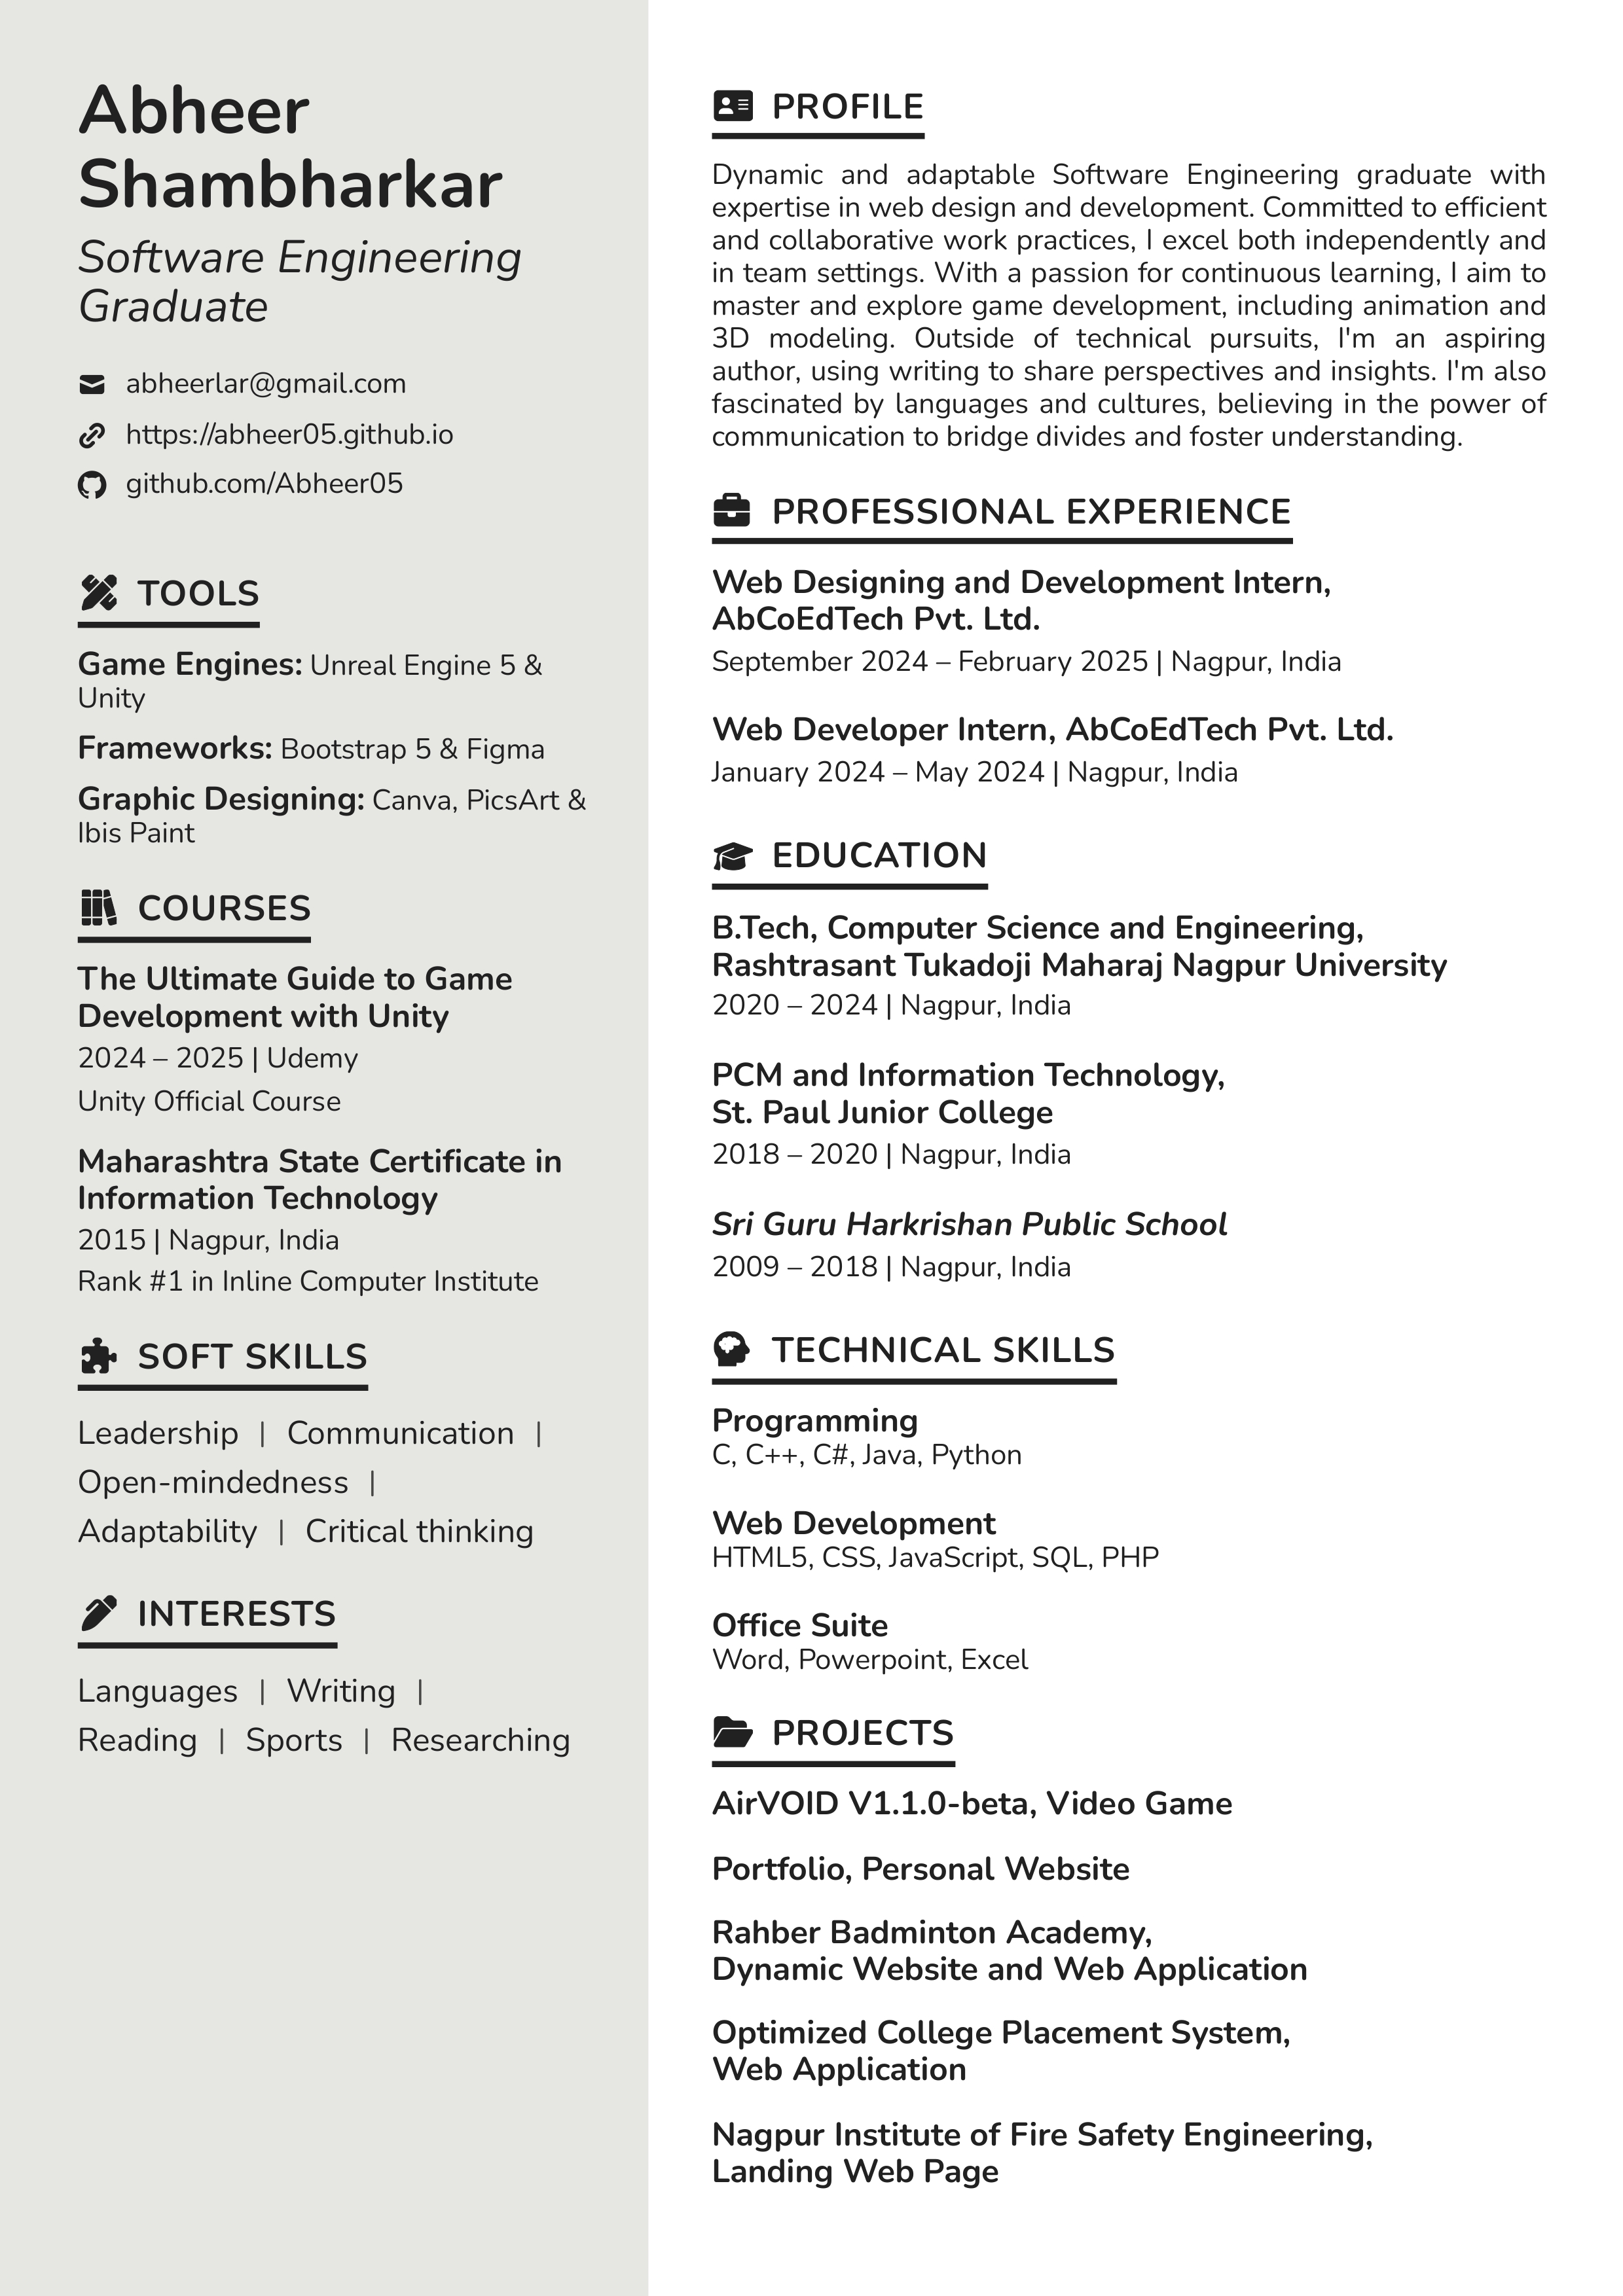 Abheer
Shambharkar
Software Engineering
Graduate
abheerlar@gmail.com
https://abheer05.github.io
github.com/Abheer05
TOOLS
Game Engines: Unreal Engine 5 &
Unity
Frameworks: Bootstrap 5 & Figma
Graphic Designing: Canva, PicsArt &
Ibis Paint
COURSES
The Ultimate Guide to Game
Development with Unity
2024 – 2025 | Udemy
Unity Official Course
Maharashtra State Certificate in
Information Technology
2015 | Nagpur, India
Rank #1 in Inline Computer Institute
SOFT SKILLS
Leadership | Communication |
Open-mindedness |
Adaptability | Critical thinking
INTERESTS
Languages | Writing |
Reading | Sports | Researching
PROFILE
Dynamic and adaptable Software Engineering graduate with
expertise in web design and development. Committed to efficient
and collaborative work practices, I excel both independently and
in team settings. With a passion for continuous learning, I aim to
master and explore game development, including animation and
3D modeling. Outside of technical pursuits, I'm an aspiring
author, using writing to share perspectives and insights. I'm also
fascinated by languages and cultures, believing in the power of
communication to bridge divides and foster understanding.
PROFESSIONAL EXPERIENCE
Web Designing and Development Intern,
AbCoEdTech Pvt. Ltd.
September 2024 – February 2025 | Nagpur, India
Web Developer Intern, AbCoEdTech Pvt. Ltd.
January 2024 – May 2024 | Nagpur, India
EDUCATION
B.Tech, Computer Science and Engineering,
Rashtrasant Tukadoji Maharaj Nagpur University
2020 – 2024 | Nagpur, India
PCM and Information Technology,
St. Paul Junior College
2018 – 2020 | Nagpur, India
Sri Guru Harkrishan Public School
2009 – 2018 | Nagpur, India
TECHNICAL SKILLS
Programming
C, C++, C#, Java, Python
Web Development
HTML5, CSS, JavaScript, SQL, PHP
Office Suite
Word, Powerpoint, Excel
PROJECTS
AirVOID V1.1.0-beta, Video Game
Portfolio, Personal Website
Rahber Badminton Academy,
Dynamic Website and Web Application
Optimized College Placement System,
Web Application
Nagpur Institute of Fire Safety Engineering,
Landing Web Page